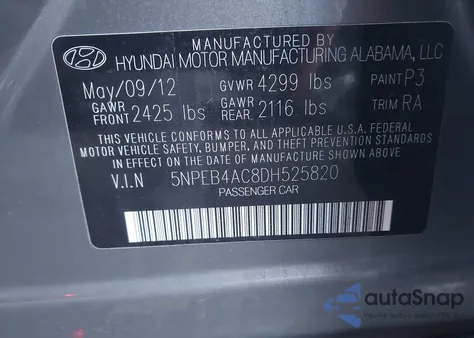 MANUFACTURED BY
HYUNDAI MOTOR MANUFACTURING ALABAMA, LLC
May/09/12 GVWR 4299 lbs PAINT P3
GAWR FRONT 2425 lbs GAWR REAR 2116 lbs TRIM RA
THIS VEHICLE CONFORMS TO ALL APPLICABLE U.S.A. FEDERAL
MOTOR VEHICLE SAFETY, BUMPER, AND THEFT PREVENTION STANDARDS
IN EFFECT ON THE DATE OF MANUFACTURE SHOWN ABOVE.
V.I.N 5NPEB4AC8DH525820
PASSENGER CAR
autoSnap